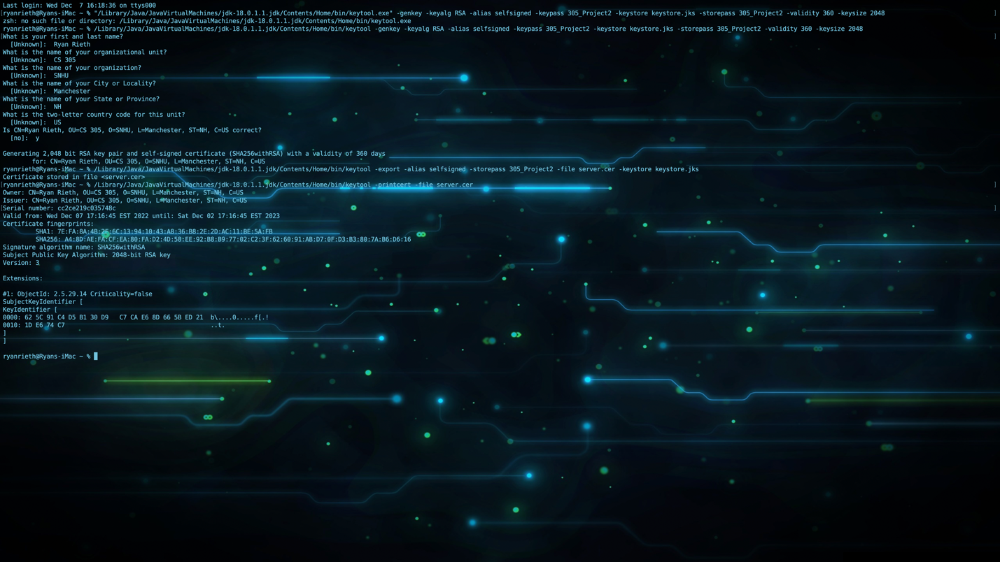 Last login: Wed Dec  7 16:18:36 on ttys000
ryanrieth@Ryans-iMac ~ % "/Library/Java/JavaVirtualMachines/jdk-18.0.1.1.jdk/Contents/Home/bin/keytool.exe" -genkey -keyalg RSA -alias selfsigned -keypass 305_Project2 -keystore keystore.jks -storepass 305_Project2 -validity 360 -keysize 2048
zsh: no such file or directory: /Library/Java/JavaVirtualMachines/jdk-18.0.1.1.jdk/Contents/Home/bin/keytool.exe
ryanrieth@Ryans-iMac ~ % /Library/Java/JavaVirtualMachines/jdk-18.0.1.1.jdk/Contents/Home/bin/keytool -genkey -keyalg RSA -alias selfsigned -keypass 305_Project2 -keystore keystore.jks -storepass 305_Project2 -validity 360 -keysize 2048
What is your first and last name?
  [Unknown]:  Ryan Rieth
What is the name of your organizational unit?
  [Unknown]:  CS 305
What is the name of your organization?
  [Unknown]:  SNHU
What is the name of your City or Locality?
  [Unknown]:  Manchester
What is the name of your State or Province?
  [Unknown]:  NH
What is the two-letter country code for this unit?
  [Unknown]:  US
Is CN=Ryan Rieth, OU=CS 305, O=SNHU, L=Manchester, ST=NH, C=US correct?
  [no]:  y
Generating 2,048 bit RSA key pair and self-signed certificate (SHA256withRSA) with a validity of 360 days
        for: CN=Ryan Rieth, OU=CS 305, O=SNHU, L=Manchester, ST=NH, C=US
ryanrieth@Ryans-iMac ~ % /Library/Java/JavaVirtualMachines/jdk-18.0.1.1.jdk/Contents/Home/bin/keytool -export -alias selfsigned -storepass 305_Project2 -file server.cer -keystore keystore.jks
Certificate stored in file <server.cer>
ryanrieth@Ryans-iMac ~ % /Library/Java/JavaVirtualMachines/jdk-18.0.1.1.jdk/Contents/Home/bin/keytool -printcert -file server.cer
Owner: CN=Ryan Rieth, OU=CS 305, O=SNHU, L=Manchester, ST=NH, C=US
Issuer: CN=Ryan Rieth, OU=CS 305, O=SNHU, L=Manchester, ST=NH, C=US
Serial number: cc2ce219c035748c
Valid from: Wed Dec 07 17:16:45 EST 2022 until: Sat Dec 02 17:16:45 EST 2023
Certificate fingerprints:
         SHA1: 7E:FA:8A:4B:2E:6C:13:94:10:43:A8:36:B8:2E:2D:AC:11:BE:5A:FB
         SHA256: A4:8D:AE:FA:CF:EA:80:FA:D2:4D:5B:EE:92:B8:B9:77:02:C2:3F:62:60:91:AB:D7:0F:D3:B3:80:7A:B6:D6:16
Signature algorithm name: SHA256withRSA
Subject Public Key Algorithm: 2048-bit RSA key
Version: 3
Extensions:
#1: ObjectId: 2.5.29.14 Criticality=false
SubjectKeyIdentifier [
KeyIdentifier [
0000: 62 5C 91 C4 D5 B1 30 D9   C7 CA E6 8D 66 5B ED 21  b\....0.....f[.!
0010: 1D E6 74 C7                                        ..t.
]
]
ryanrieth@Ryans-iMac ~ %